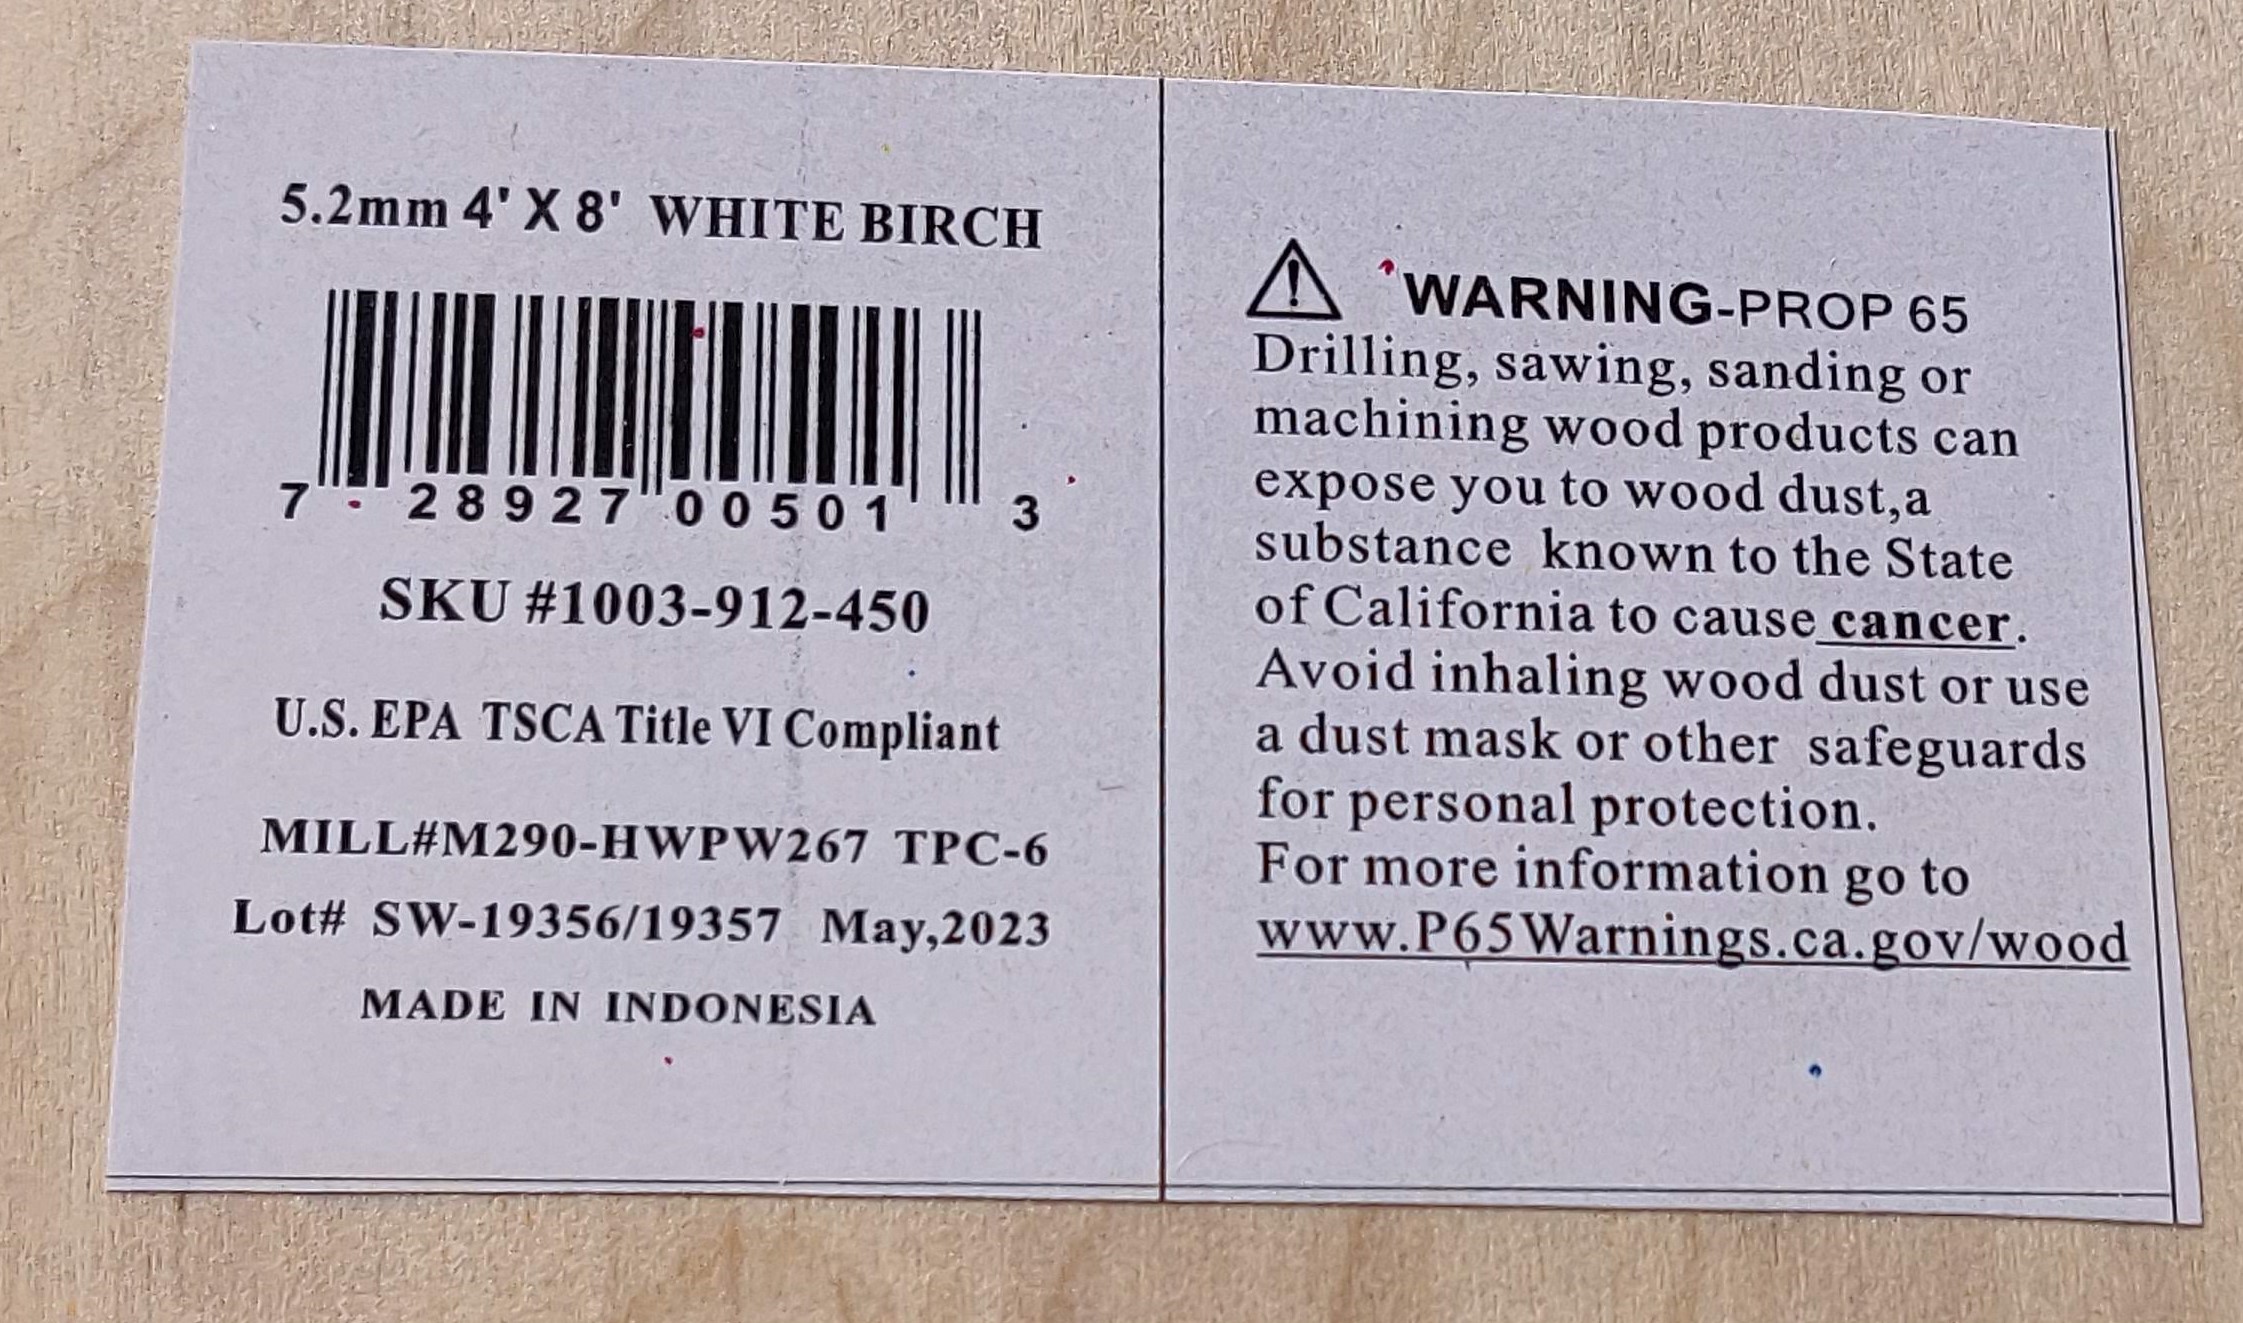 5.2mm 4' X 8' WHITE BIRCH
7 28927 00501 3
SKU #1003-912-450
U.S. EPA TSCA Title VI Compliant
MILL#M290-HWPW267 TPC-6
Lot# SW-19356/19357 May,2023
MADE IN INDONESIA
WARNING-PROP 65
Drilling, sawing, sanding or
machining wood products can
expose you to wood dust,a
substance known to the State
of California to cause cancer.
Avoid inhaling wood dust or use
a dust mask or other safeguards
for personal protection.
For more information go to
www.P65Warnings.ca.gov/wood